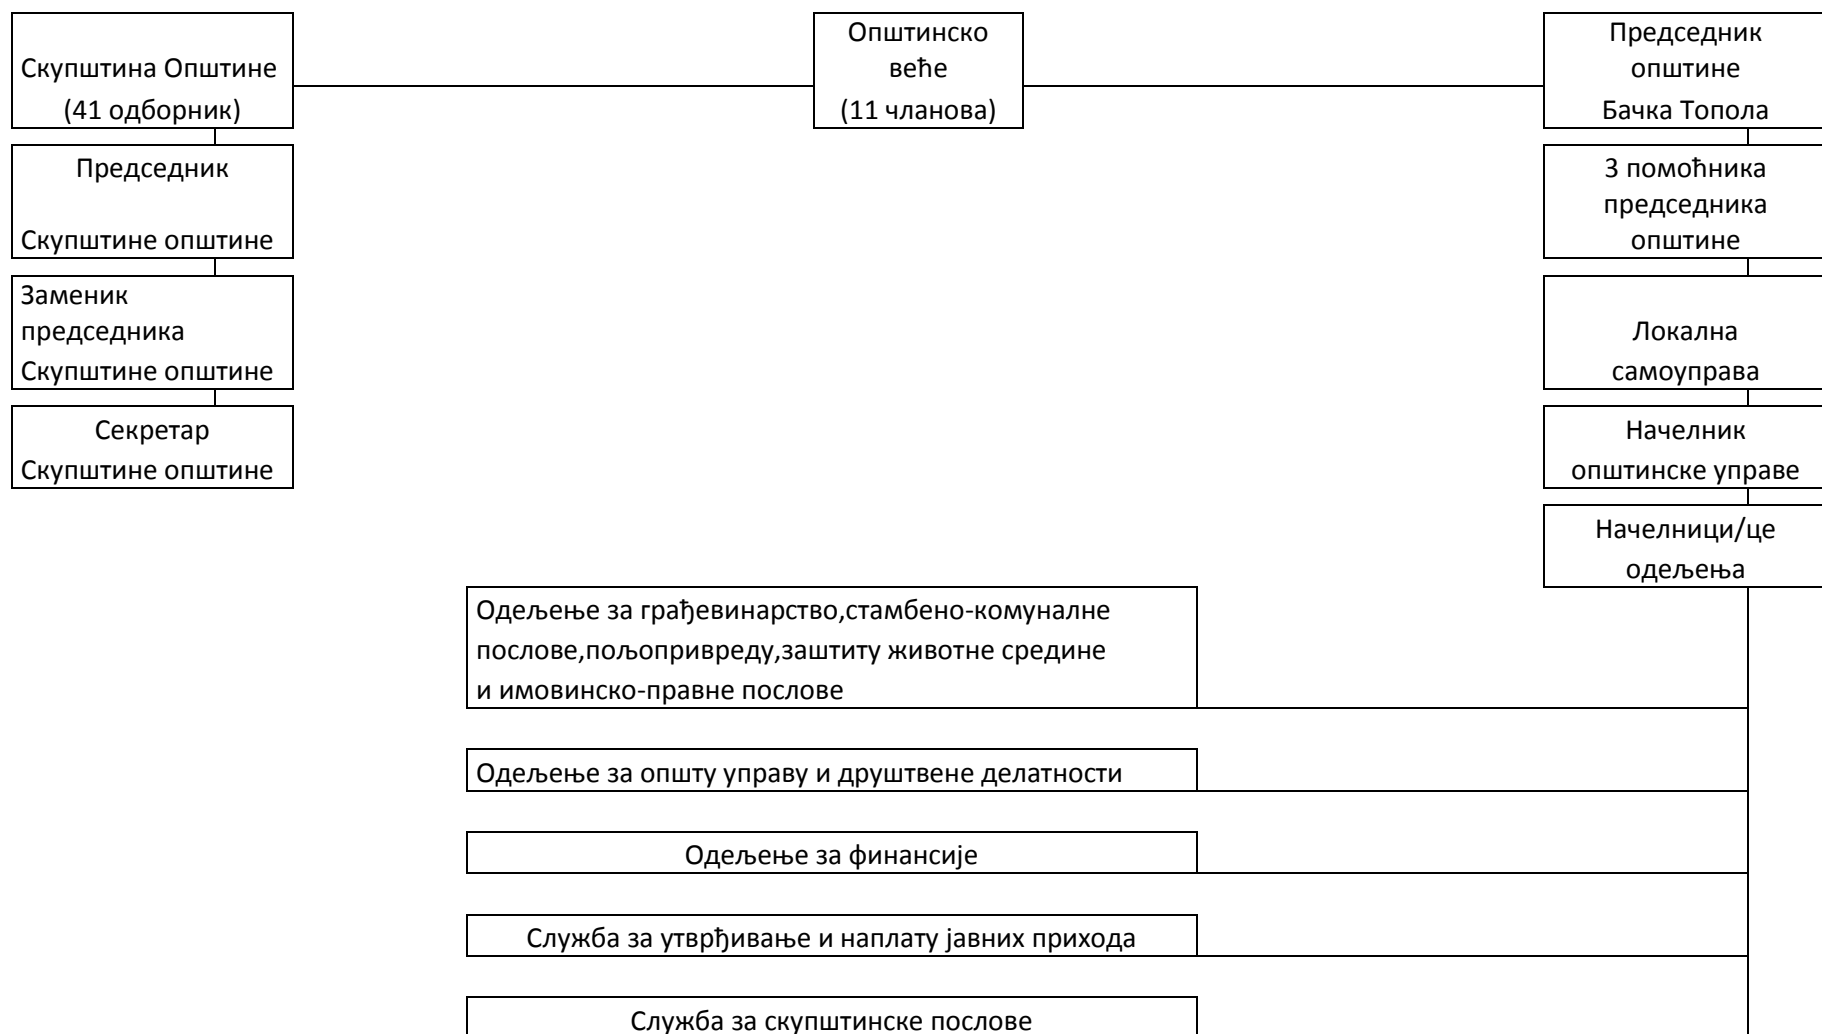 Скупштина Општине
(41 одборник)
Општинско
веће
(11 чланова)
Председник
општине
Бачка Топола
Председник
Скупштине општине
3 помоћника
председника
општине
Заменик
председника
Скупштине општине
Локална
самоуправа
Секретар
Скупштине општине
Начелник
општинске управе
Начелници/це
одељења
Одељење за грађевинарство,стамбено-комуналне
послове,пољопривреду,заштиту животне средине
и имовинско-правне послове
Одељење за општу управу и друштвене делатности
Одељење за финансије
Служба за утврђивање и наплату јавних прихода
Служба за скупштинске послове